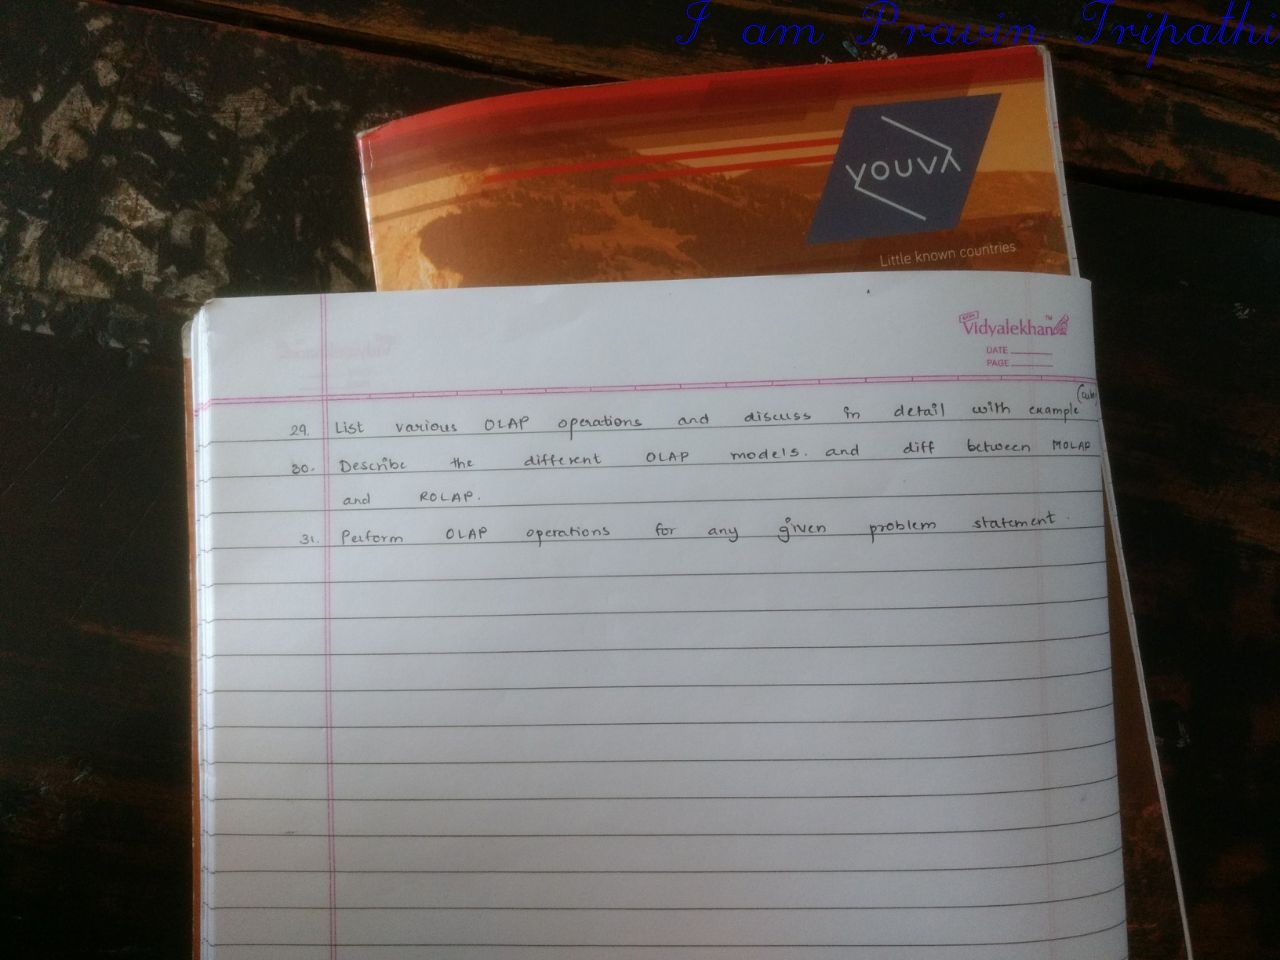 I am Pravin Tripathi
YOUVA
Little known countries
Vidyalekhan™
DATE
PAGE
29. List various OLAP operations and discuss in detail with example
30. Describe the different OLAP models. and diff between MOLAP
and ROLAP.
31. Perform OLAP operations for any given problem statement.